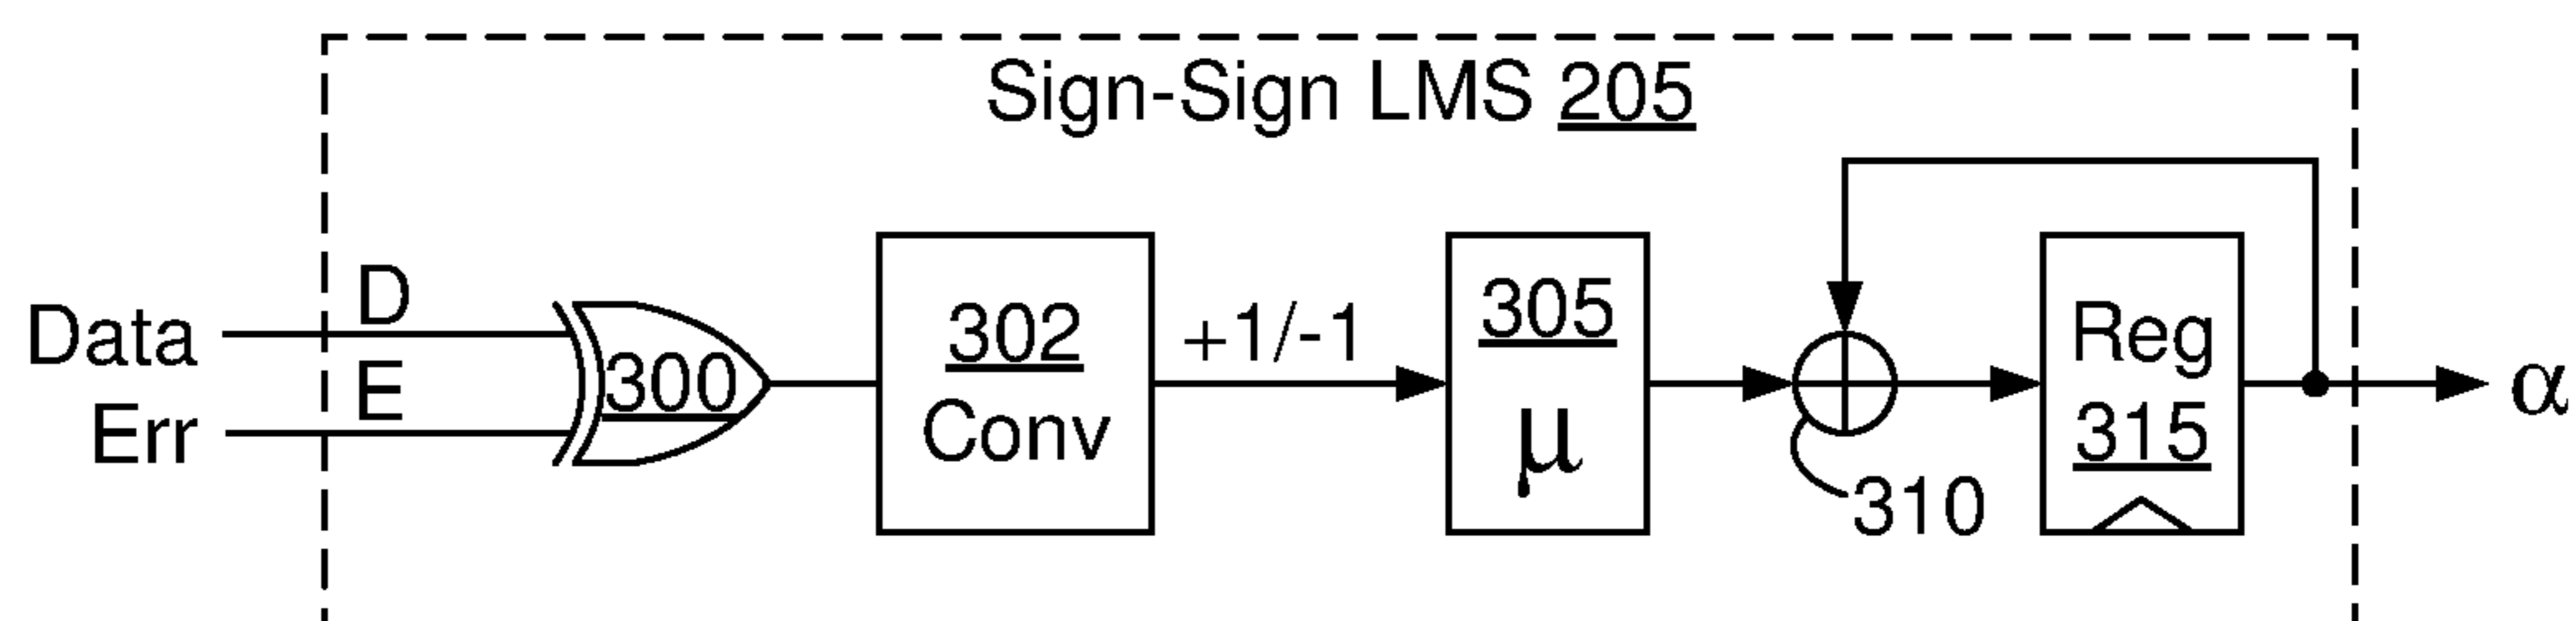 Sign-Sign LMS 205
D
Data
E
Err
300
302
Conv
+1/-1
305
μ
310
Reg
315
α